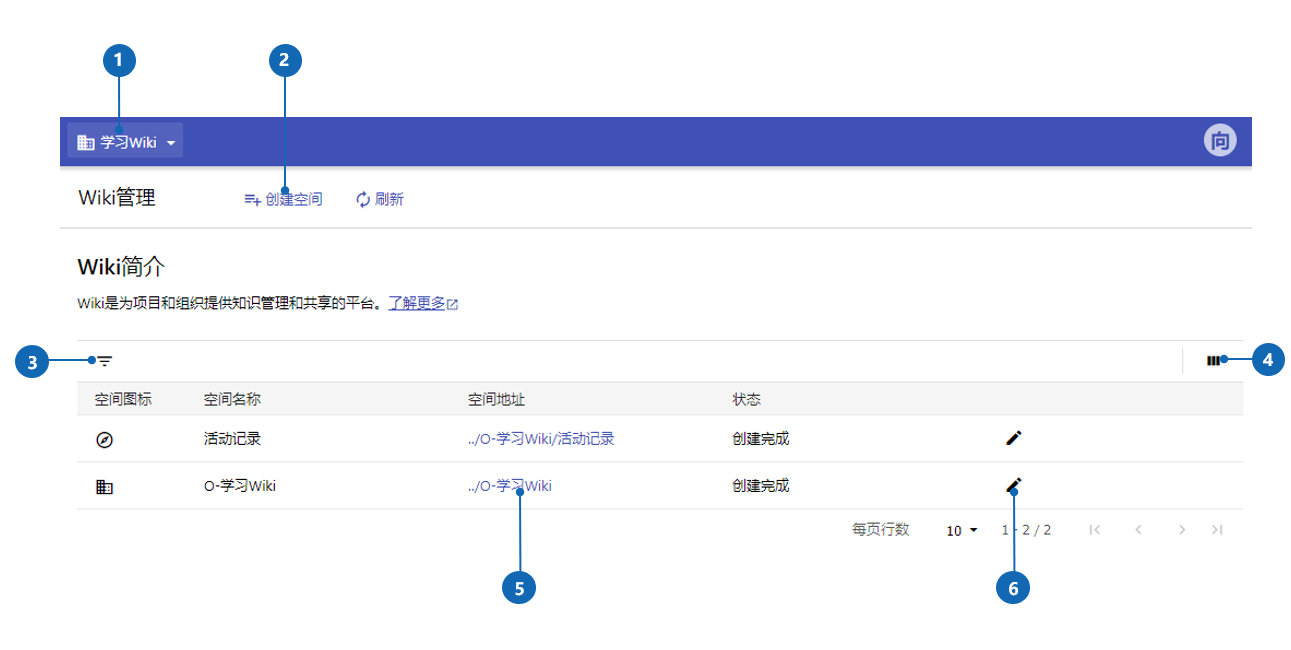 1 2
学习Wiki 向
Wiki管理 创建空间 刷新
Wiki简介
Wiki是为项目和组织提供知识管理和共享的平台。了解更多
3 4
空间图标 空间名称 空间地址 状态
活动记录 ../O-学习Wiki/活动记录 创建完成
O-学习Wiki ../O-学习Wiki 创建完成
每页行数 10 1 - 2 / 2
5 6